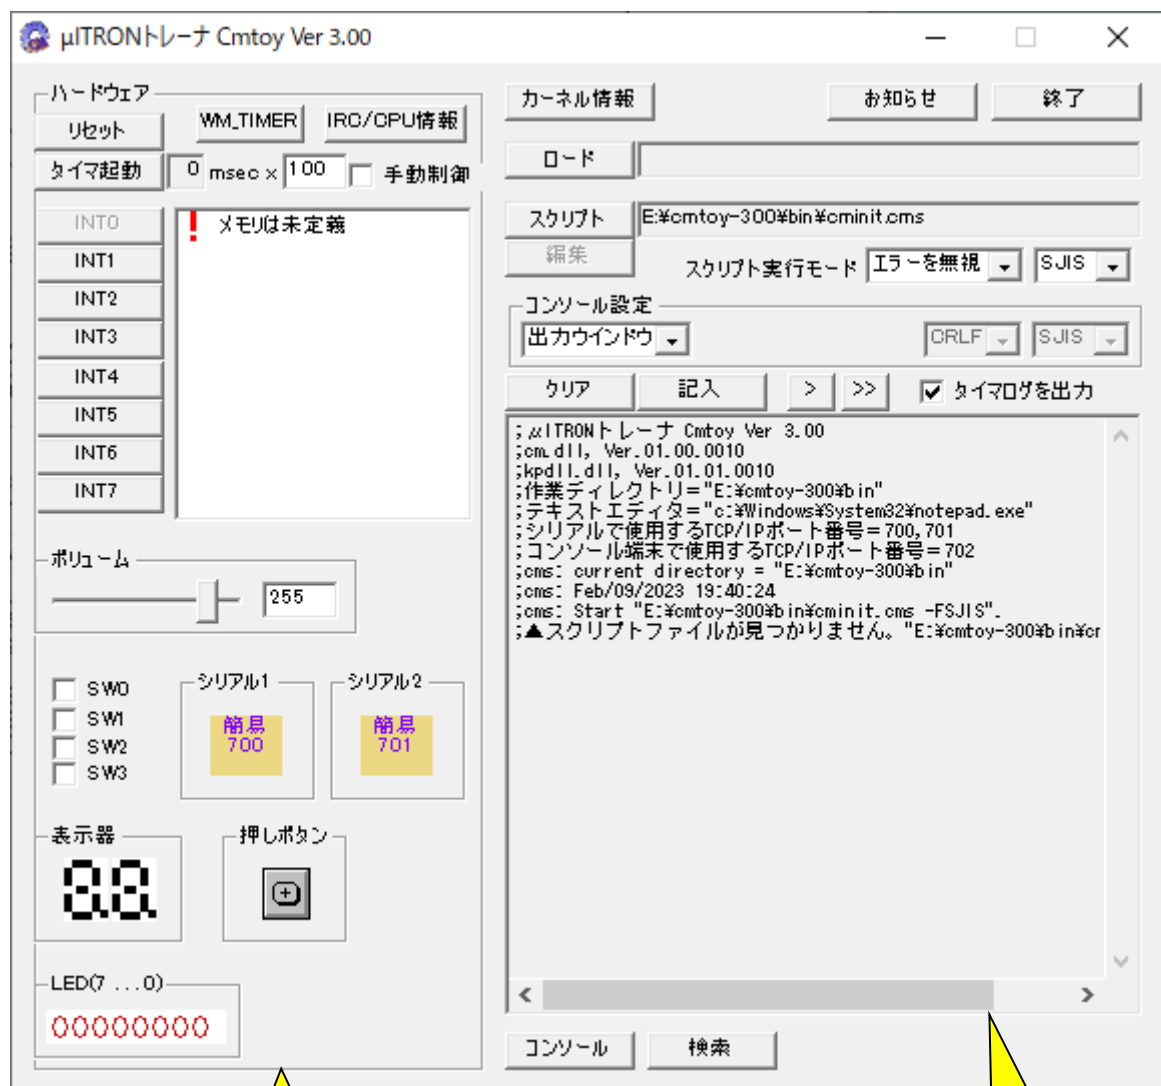 μITRONトレーナ Cmtoy Ver 3.00
ハードウェア
リセット
WM_TIMER
IRC/CPU情報
タイマ起動
0 msec x 100
手動制御
INT0
INT1
INT2
INT3
INT4
INT5
INT6
INT7
! メモリは未定義
ボリューム
255
SW0
SW1
SW2
SW3
シリアル1
簡易
700
シリアル2
簡易
701
表示器
押しボタン
LED(7 ...0)
00000000
カーネル情報
お知らせ
終了
ロード
スクリプト
E:¥cmtoy-300¥bin¥cminit.cms
編集
スクリプト実行モード エラーを無視 SJIS
コンソール設定
出力ウインドウ
CRLF
SJIS
クリア
記入
>
>>
タイマログを出力
;μITRONトレーナ Cmtoy Ver 3.00
;cm.dll, Ver.01.00.0010
;kpdll.dll, Ver.01.01.0010
;作業ディレクトリ="E:¥cmtoy-300¥bin"
;テキストエディタ="c:¥Windows¥System32¥notepad.exe"
;シリアルで使用するTCP/IPポート番号=700,701
;コンソール端末で使用するTCP/IPポート番号=702
;cms: current directory = "E:¥cmtoy-300¥bin"
;cms: Feb/09/2023 19:40:24
;cms: Start "E:¥cmtoy-300¥bin¥cminit.cms -FSJIS".
;▲スクリプトファイルが見つかりません。"E:¥cmtoy-300¥bin¥cr
コンソール
検索